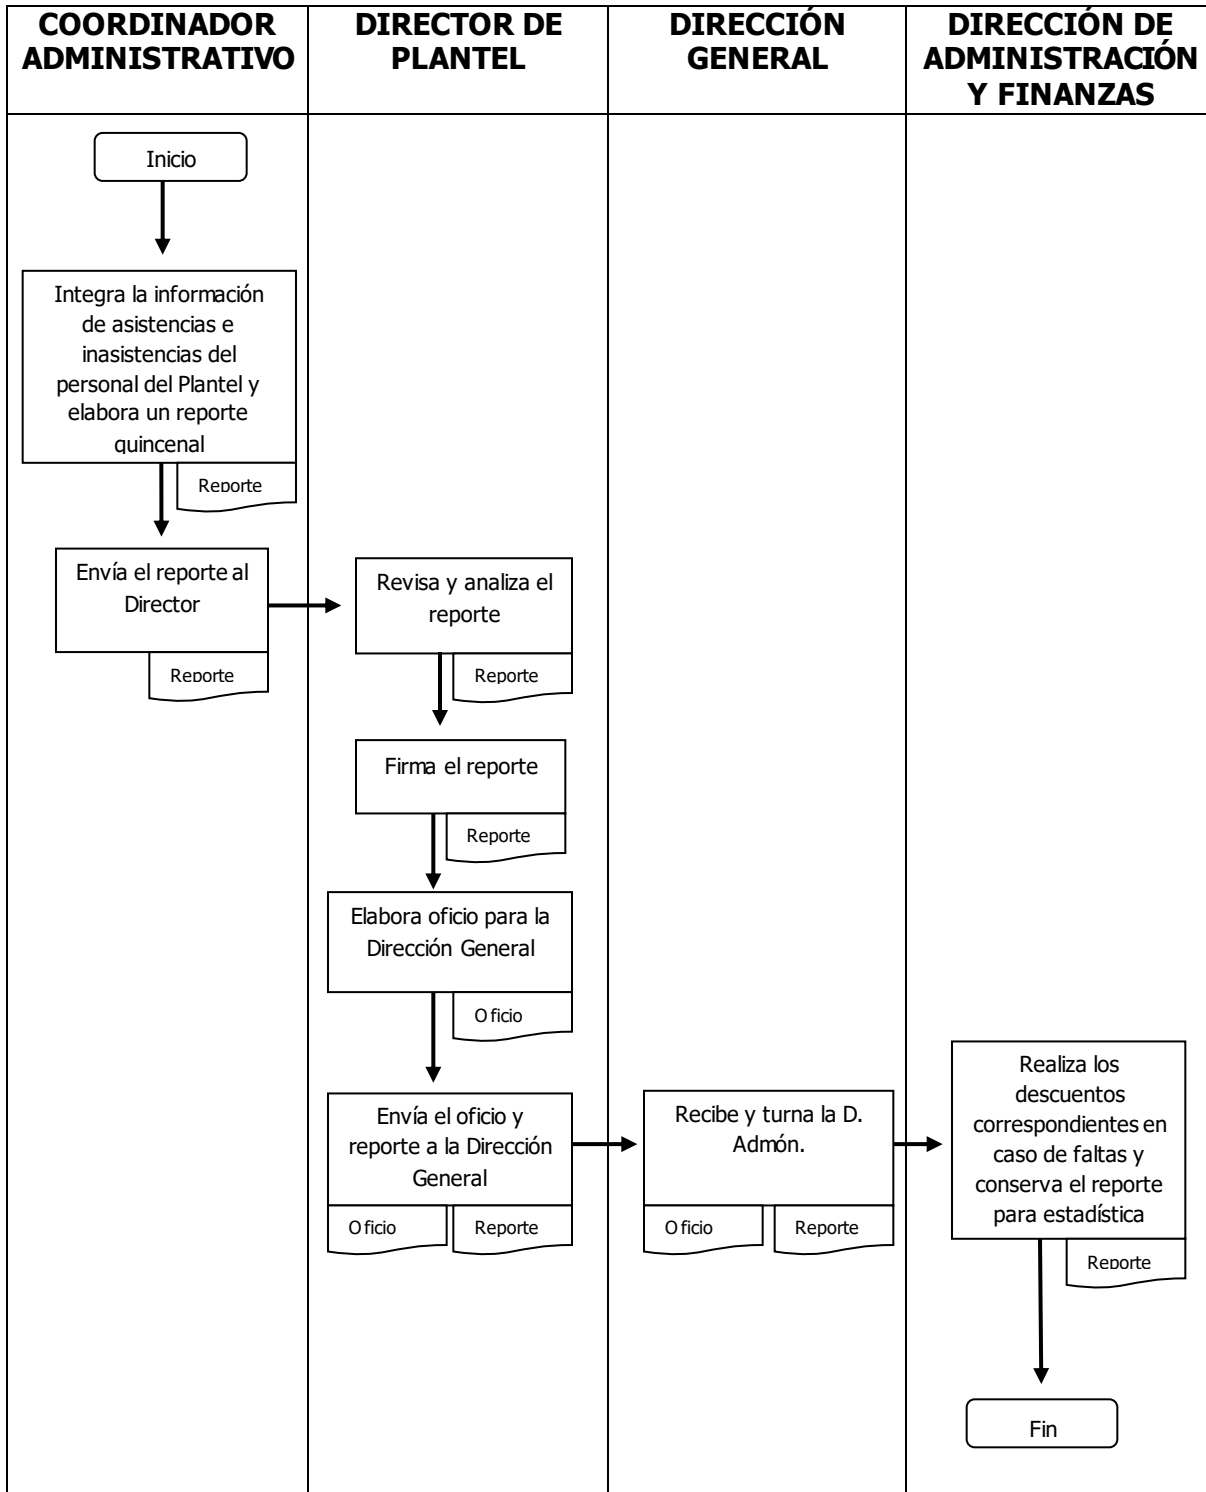 COORDINADOR
ADMINISTRATIVO
DIRECTOR DE
PLANTEL
DIRECCIÓN
GENERAL
DIRECCIÓN DE
ADMINISTRACIÓN
Y FINANZAS
Inicio
Integra la información
de asistencias e
inasistencias del
personal del Plantel y
elabora un reporte
quincenal
Reporte
Envía el reporte al
Director
Reporte
Revisa y analiza el
reporte
Reporte
Firma el reporte
Reporte
Elabora oficio para la
Dirección General
Oficio
Envía el oficio y
reporte a la Dirección
General
Oficio
Reporte
Recibe y turna la D.
Admón.
Oficio
Reporte
Realiza los
descuentos
correspondientes en
caso de faltas y
conserva el reporte
para estadística
Reporte
Fin